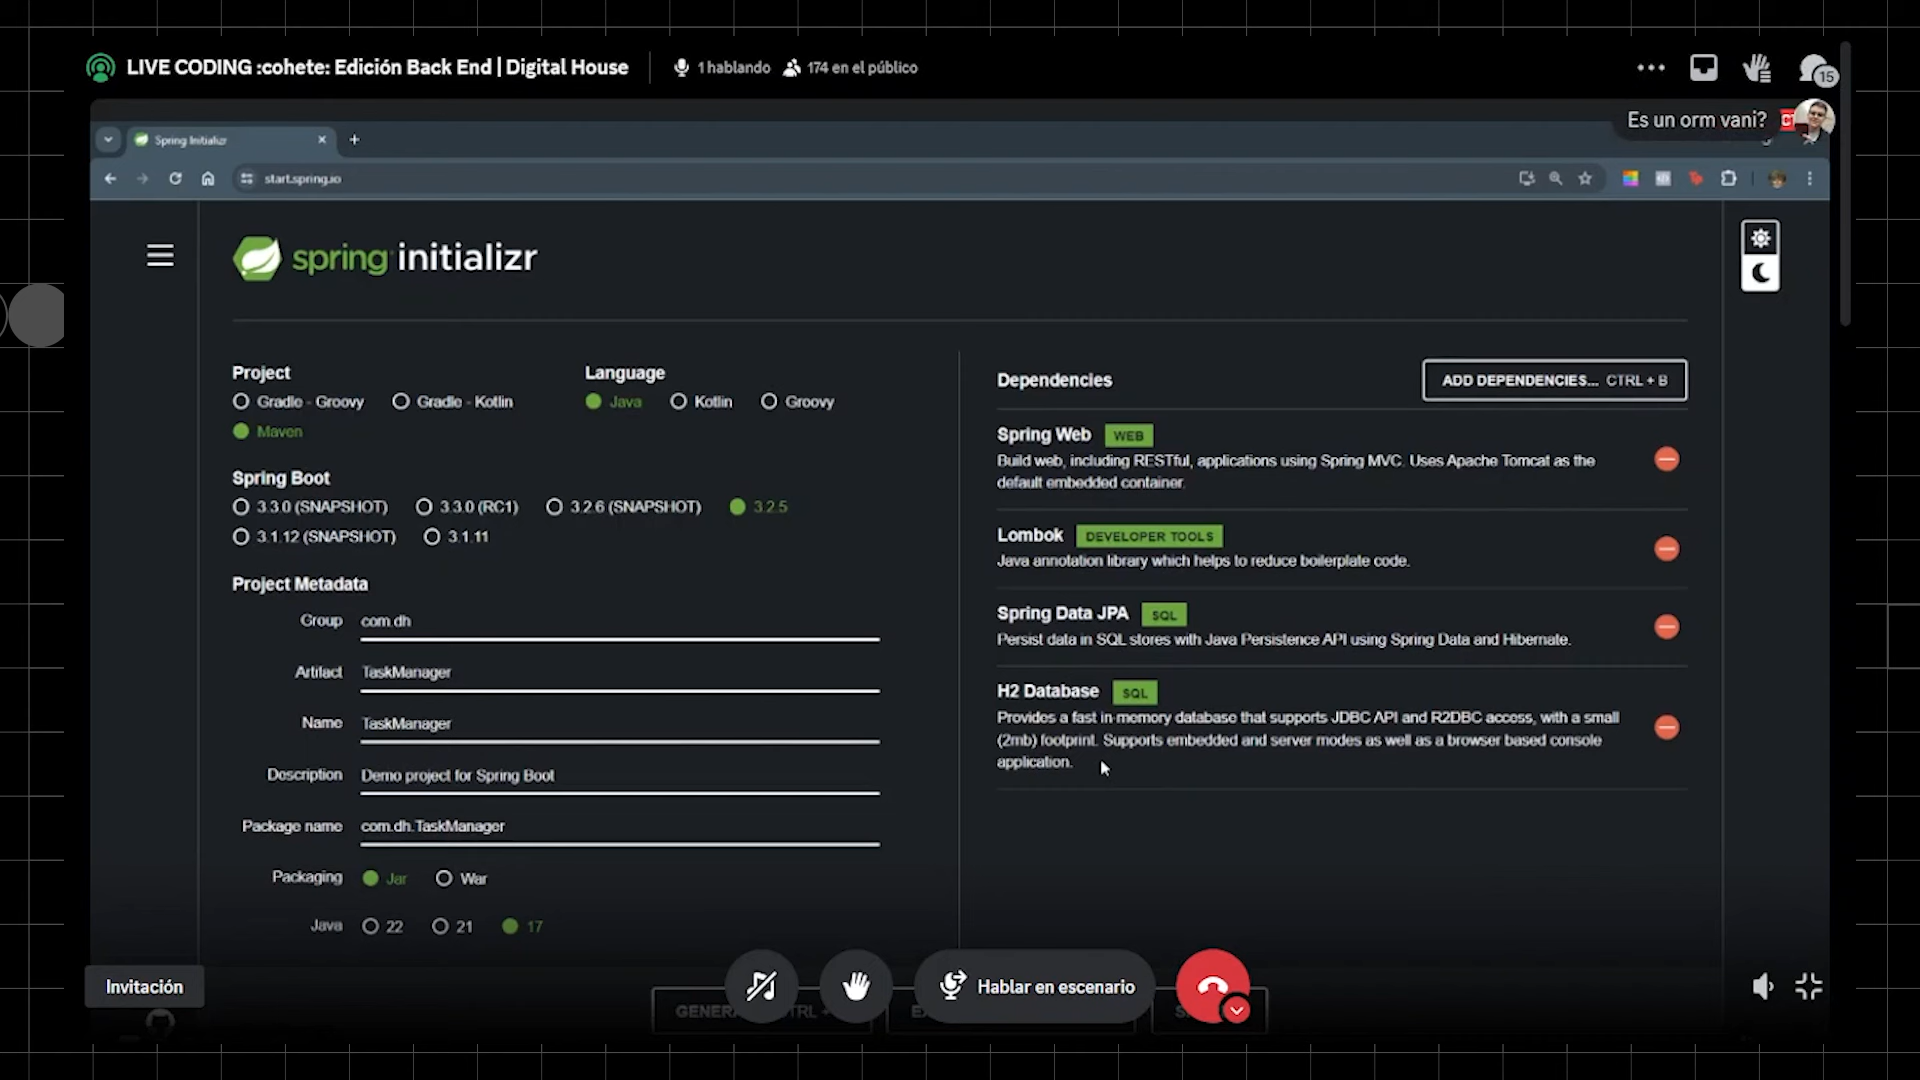 LIVE CODING :cohete: Edición Back End | Digital House
1 hablando
174 en el público
15
Es un orm vani?
Spring Initializr
start.spring.io
spring initializr
Project
Language
Gradle - Groovy
Gradle - Kotlin
Java
Kotlin
Groovy
Maven
Spring Boot
3.3.0 (SNAPSHOT)
3.3.0 (RC1)
3.2.6 (SNAPSHOT)
3.2.5
3.1.12 (SNAPSHOT)
3.1.11
Project Metadata
Group com.dh
Artifact TaskManager
Name TaskManager
Description Demo project for Spring Boot
Package name com.dh.TaskManager
Packaging Jar War
Java 22 21 17
Dependencies
ADD DEPENDENCIES... CTRL + B
Spring Web WEB
Build web, including RESTful, applications using Spring MVC. Uses Apache Tomcat as the
default embedded container.
Lombok DEVELOPER TOOLS
Java annotation library which helps to reduce boilerplate code.
Spring Data JPA SQL
Persist data in SQL stores with Java Persistence API using Spring Data and Hibernate.
H2 Database SQL
Provides a fast in-memory database that supports JDBC API and R2DBC access, with a small
(2mb) footprint. Supports embedded and server modes as well as a browser based console
application.
Invitación
Hablar en escenario